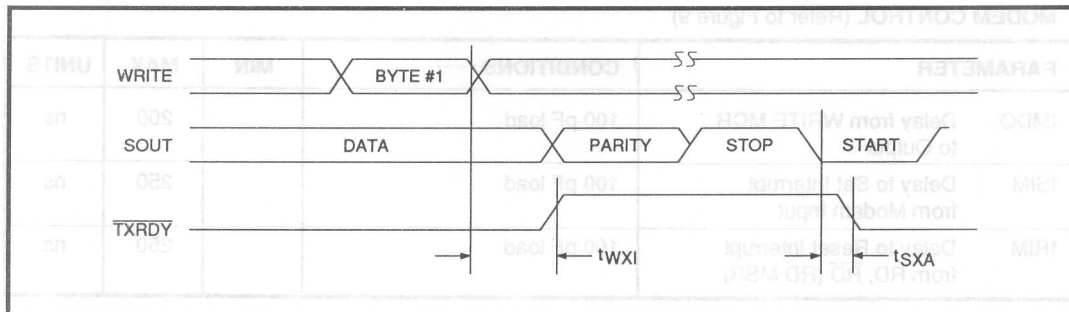 MODEM CONTROL (Refer to Figure 9)
PARAMETER CONDITIONS MIN MAX UNITS
tMDO Delay from WRITE MCR 100 pF load 200 ns
to Output
tSIM Delay to Set Interrupt 100 pF load 250 ns
from Modem Input
tRIM Delay to Reset Interrupt 100 pF load 250 ns
from RD, RD (RD MSR)
WRITE BYTE #1
SOUT DATA PARITY STOP START
TXRDY
tWXI tSXA